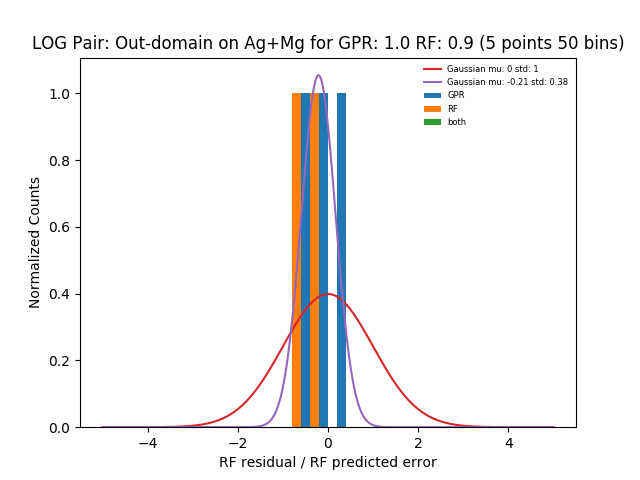 LOG Pair: Out-domain on Ag+Mg for GPR: 1.0 RF: 0.9 (5 points 50 bins)
Gaussian mu: 0 std: 1
Gaussian mu: -0.21 std: 0.38
GPR
RF
both
Normalized Counts
1.0
0.8
0.6
0.4
0.2
0.0
−4
−2
0
2
4
RF residual / RF predicted error